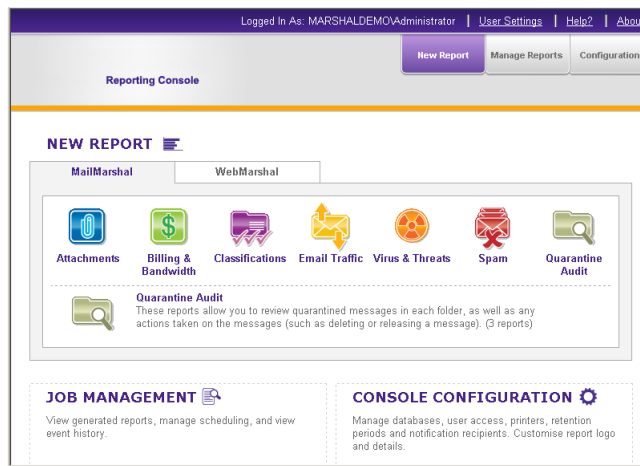 Logged In As: MARSHALDEMO\Administrator | User Settings | Help? |
Reporting Console
New Report
Manage Reports
Configuration
NEW REPORT
MailMarshal
WebMarshal
Attachments
Billing &
Bandwidth
Classifications
Email Traffic
Virus & Threats
Spam
Quarantine
Audit
Quarantine Audit
These reports allow you to review quarantined messages in each folder, as well as any
actions taken on the messages (such as deleting or releasing a message). (3 reports)
JOB MANAGEMENT
View generated reports, manage scheduling, and view
event history.
CONSOLE CONFIGURATION
Manage databases, user access, printers, retention
periods and notification recipients. Customise report logo
and details.